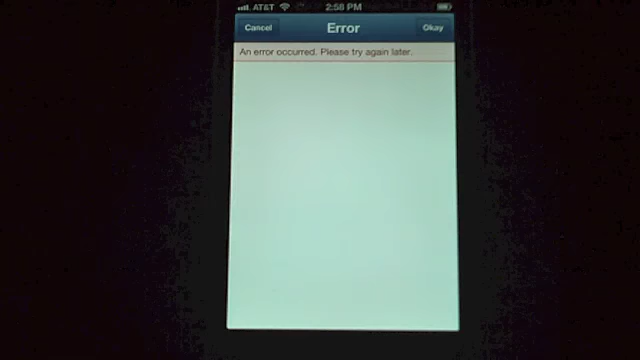 AT&T 2:58 PM
Cancel Error Okay
An error occurred. Please try again later.